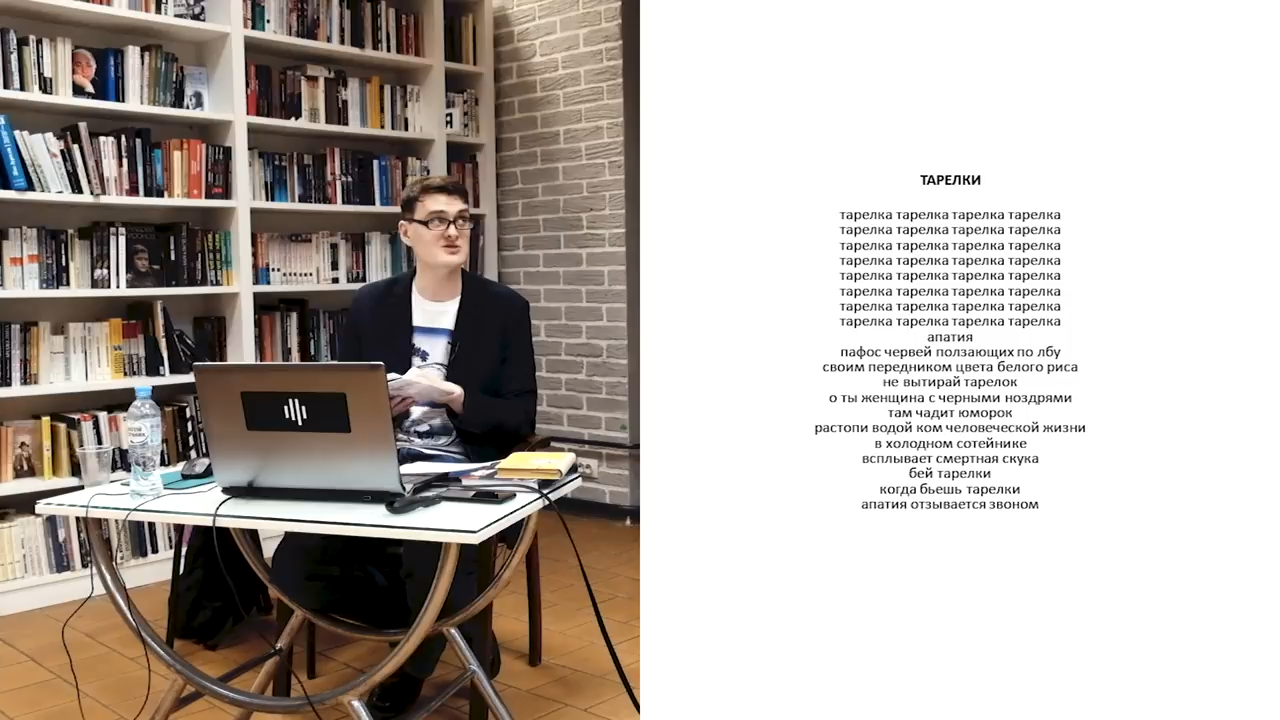 ТАРЕЛКИ
тарелка тарелка тарелка тарелка
тарелка тарелка тарелка тарелка
тарелка тарелка тарелка тарелка
тарелка тарелка тарелка тарелка
тарелка тарелка тарелка тарелка
тарелка тарелка тарелка тарелка
тарелка тарелка тарелка тарелка
тарелка тарелка тарелка тарелка
апатия
пафос червей ползающих по лбу
своим передником цвета белого риса
не вытирай тарелок
о ты женщина с черными ноздрями
там чадит юморок
растопи водой ком человеческой жизни
в холодном сотейнике
всплывает смертная скука
бей тарелки
когда бьешь тарелки
апатия отзывается звоном